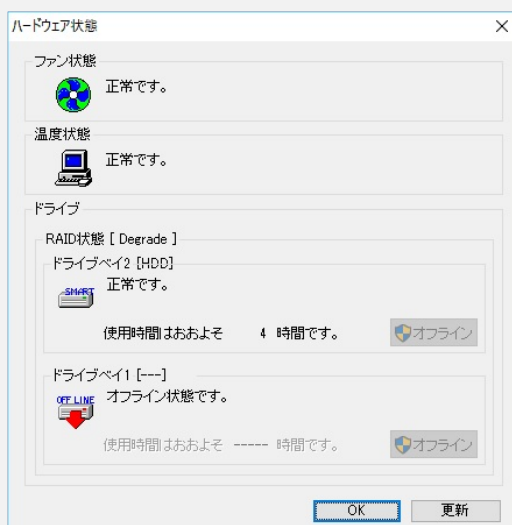 ハードウェア状態
ファン状態
正常です。
温度状態
正常です。
ドライブ
RAID状態 [ Degrade ]
ドライブベイ2 [HDD]
SMART
正常です。
使用時間はおおよそ 4 時間です。
オフライン
ドライブベイ1 [---]
OFF LINE
オフライン状態です。
使用時間はおおよそ ----- 時間です。
オフライン
OK
更新